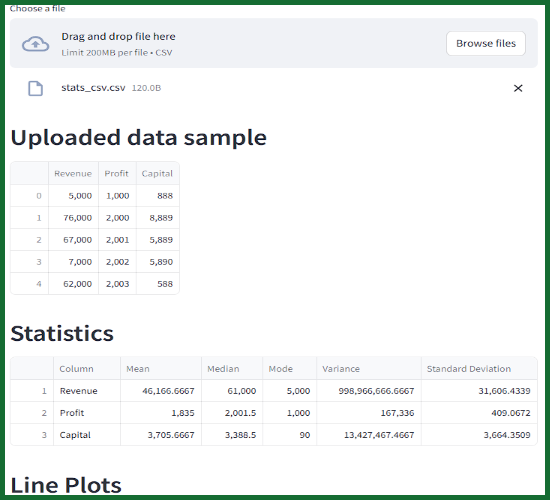 Choose a file
Drag and drop file here
Limit 200MB per file • CSV
Browse files
stats_csv.csv 120.0B
Uploaded data sample
Revenue Profit Capital
0 5,000 1,000 888
1 76,000 2,000 8,889
2 67,000 2,001 5,889
3 7,000 2,002 5,890
4 62,000 2,003 588
Statistics
Column Mean Median Mode Variance Standard Deviation
1 Revenue 46,166.6667 61,000 5,000 998,966,666.6667 31,606.4339
2 Profit 1,835 2,001.5 1,000 167,336 409.0672
3 Capital 3,705.6667 3,388.5 90 13,427,467.4667 3,664.3509
Line Plots